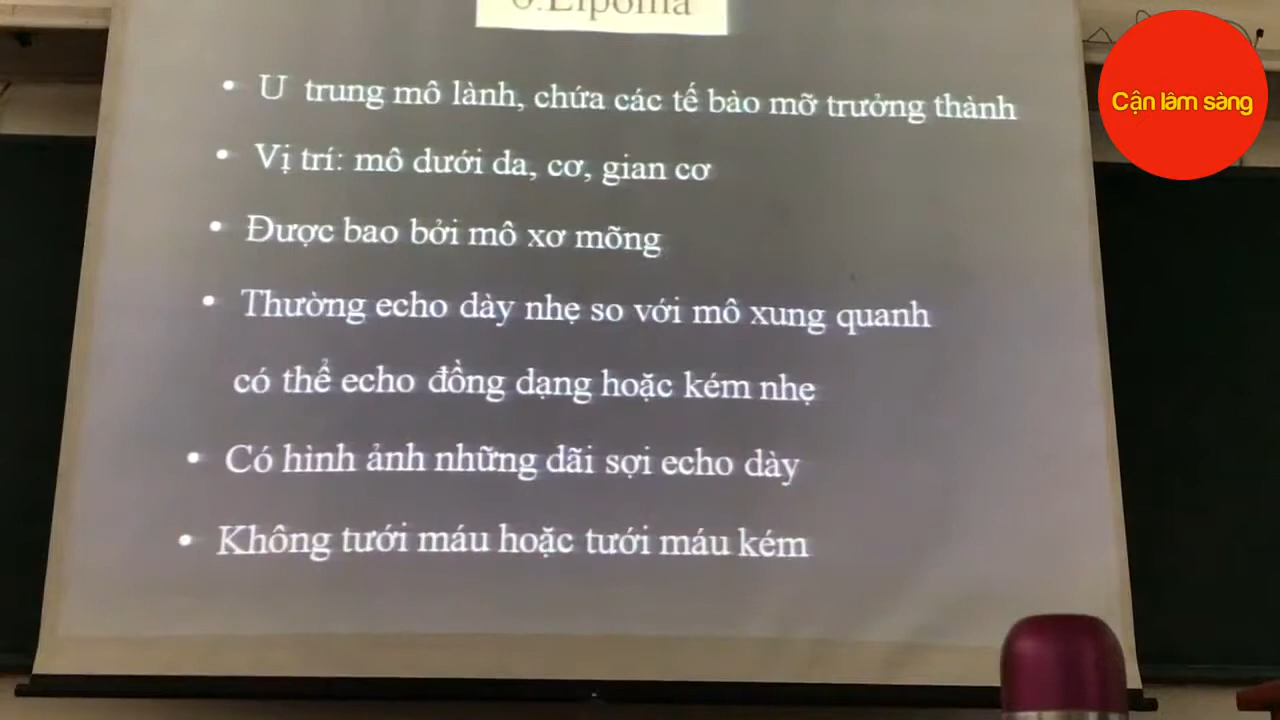 6.Lipoma
• U trung mô lành, chứa các tế bào mỡ trưởng thành
• Vị trí: mô dưới da, cơ, gian cơ
• Được bao bởi mô xơ mõng
• Thường echo dày nhẹ so với mô xung quanh
có thể echo đồng dạng hoặc kém nhẹ
• Có hình ảnh những dãi sợi echo dày
• Không tưới máu hoặc tưới máu kém
Cận lâm sàng